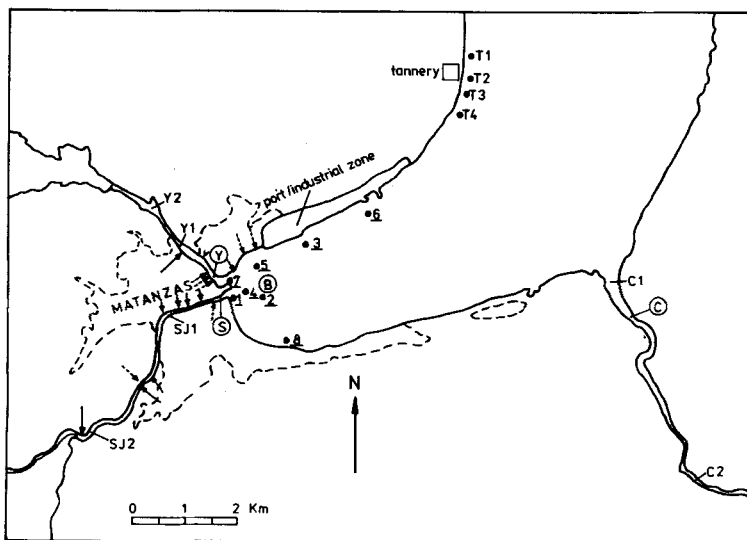 T1
tannery
T2
T3
T4
port/industrial zone
Y2
6
Y1
3
Y
5
7
B
MATANZAS
4
1
2
C1
SJ1
S
C
8
N
SJ2
C2
0 1 2 Km